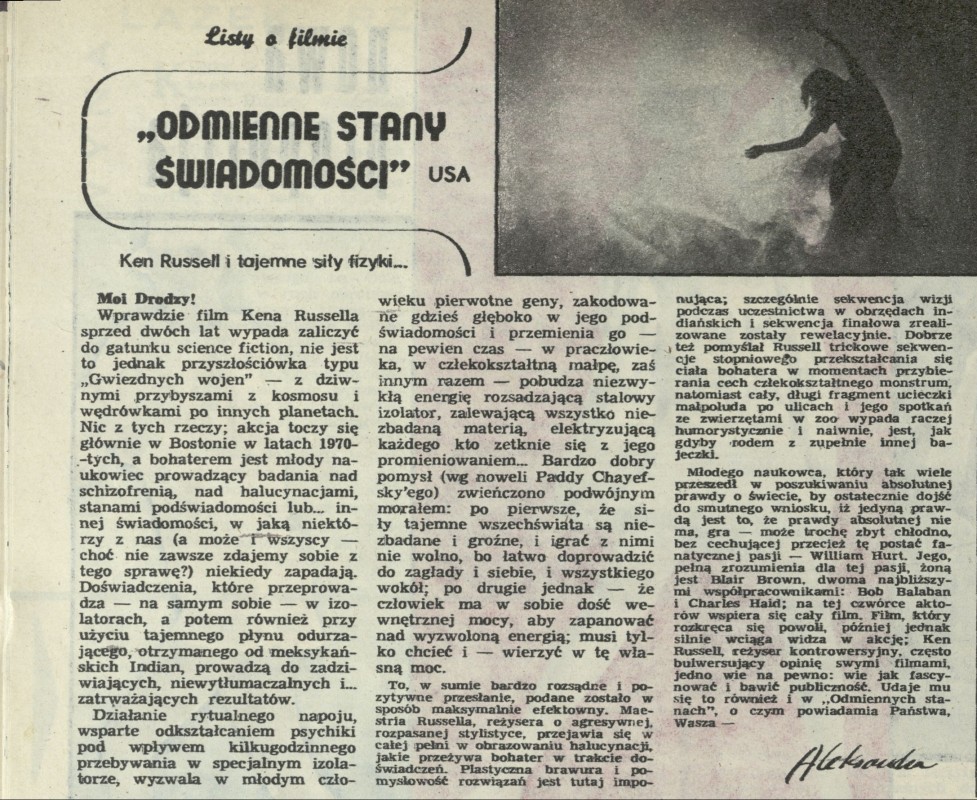 Listy o filmie
„ODMIENNE STANY
ŚWIADOMOŚCI” USA
Ken Russell i tajemne siły fizyki...
Moi Drodzy!
Wprawdzie film Kena Russella
sprzed dwóch lat wypada zaliczyć
do gatunku science fiction, nie jest
to jednak przyszłościówka typu
„Gwiezdnych wojen” — z dziw-
nymi przybyszami z kosmosu i
wędrówkami po innych planetach.
Nic z tych rzeczy; akcja toczy się
głównie w Bostonie w latach 1970-
-tych, a bohaterem jest młody na-
ukowiec prowadzący badania nad
schizofrenią, nad halucynacjami,
stanami podświadomości lub... in-
nej świadomości, w jaką niektó-
rzy z nas (a może i wszyscy —
choć nie zawsze zdajemy sobie z
tego sprawę?) niekiedy zapadają.
Doświadczenia, które przeprowa-
dza — na samym sobie — w izo-
latorach, a potem również przy
użyciu tajemnego płynu odurza-
jącego, otrzymanego od meksykań-
skich Indian, prowadzą do zadzi-
wiających, niewytłumaczalnych i...
zatrważających rezultatów.
Działanie rytualnego napoju,
wsparte odkształcaniem psychiki
pod wpływem kilkugodzinnego
przebywania w specjalnym izola-
torze, wyzwala w młodym czło-
wieku pierwotne geny, zakodowa-
ne gdzieś głęboko w jego pod-
świadomości i przemienia go —
na pewien czas — w praczłowie-
ka, w człekokształtną małpę, zaś
innym razem — pobudza niezwy-
kłą energię rozsadzającą stalowy
izolator, zalewającą wszystko nie-
zbadaną materią, elektryzującą
każdego kto zetknie się z jego
promieniowaniem... Bardzo dobry
pomysł (wg noweli Paddy Chayef-
sky'ego) zwieńczono podwójnym
morałem: po pierwsze, że si-
ły tajemne wszechświata są nie-
zbadane i groźne, i igrać z nimi
nie wolno, bo łatwo doprowadzić
do zagłady i siebie, i wszystkiego
wokół; po drugie jednak — że
człowiek ma w sobie dość we-
wnętrznej mocy, aby zapanować
nad wyzwoloną energią; musi tyl-
ko chcieć i — wierzyć w tę wła-
sną moc.
To, w sumie bardzo rozsądne i po-
zytywne przesłanie, podane zostało w
sposób maksymalnie efektowny. Mae-
stria Russella, reżysera o agresywnej,
rozpasanej stylistyce, przejawia się w
całej pełni w obrazowaniu halucynacji,
jakie przeżywa bohater w trakcie do-
świadczeń. Plastyczna brawura i po-
mysłowość rozwiązań jest tutaj impo-
nująca; szczególnie sekwencja wizji
podczas uczestnictwa w obrzędach in-
diańskich i sekwencja finałowa zreali-
zowane zostały rewelacyjnie. Dobrze
też pomyślał Russell trickowe sekwen-
cje stopniowego przekształcania się
ciała bohatera w momentach przybie-
rania cech człekokształtnego monstrum,
natomiast cały, długi fragment ucieczki
małpoluda po ulicach i jego spotkań
ze zwierzętami w zoo wypada raczej
humorystycznie i naiwnie, jest, jak
gdyby rodem z zupełnie innej ba-
jeczki.
Młodego naukowca, który tak wiele
przeszedł w poszukiwaniu absolutnej
prawdy o świecie, by ostatecznie dojść
do smutnego wniosku, iż jedyną praw-
dą jest to, że prawdy absolutnej nie
ma, gra — może trochę zbyt chłodno,
bez cechującej przecież tę postać fa-
natycznej pasji — William Hurt. Jego,
pełną zrozumienia dla tej pasji, żoną
jest Blair Brown, dwoma najbliższy-
mi współpracownikami: Bob Balaban
i Charles Haid; na tej czwórce akto-
rów wspiera się cały film. Film, który
rozkręca się powoli, później jednak
silnie wciąga widza w akcję; Ken
Russell, reżyser kontrowersyjny, często
bulwersujący opinię swymi filmami,
jedno wie na pewno: wie jak fascy-
nować i bawić publiczność. Udaje mu
się to również i w „Odmiennych sta-
nach”, o czym powiadamia Państwa,
Wasza —
Aleksandra